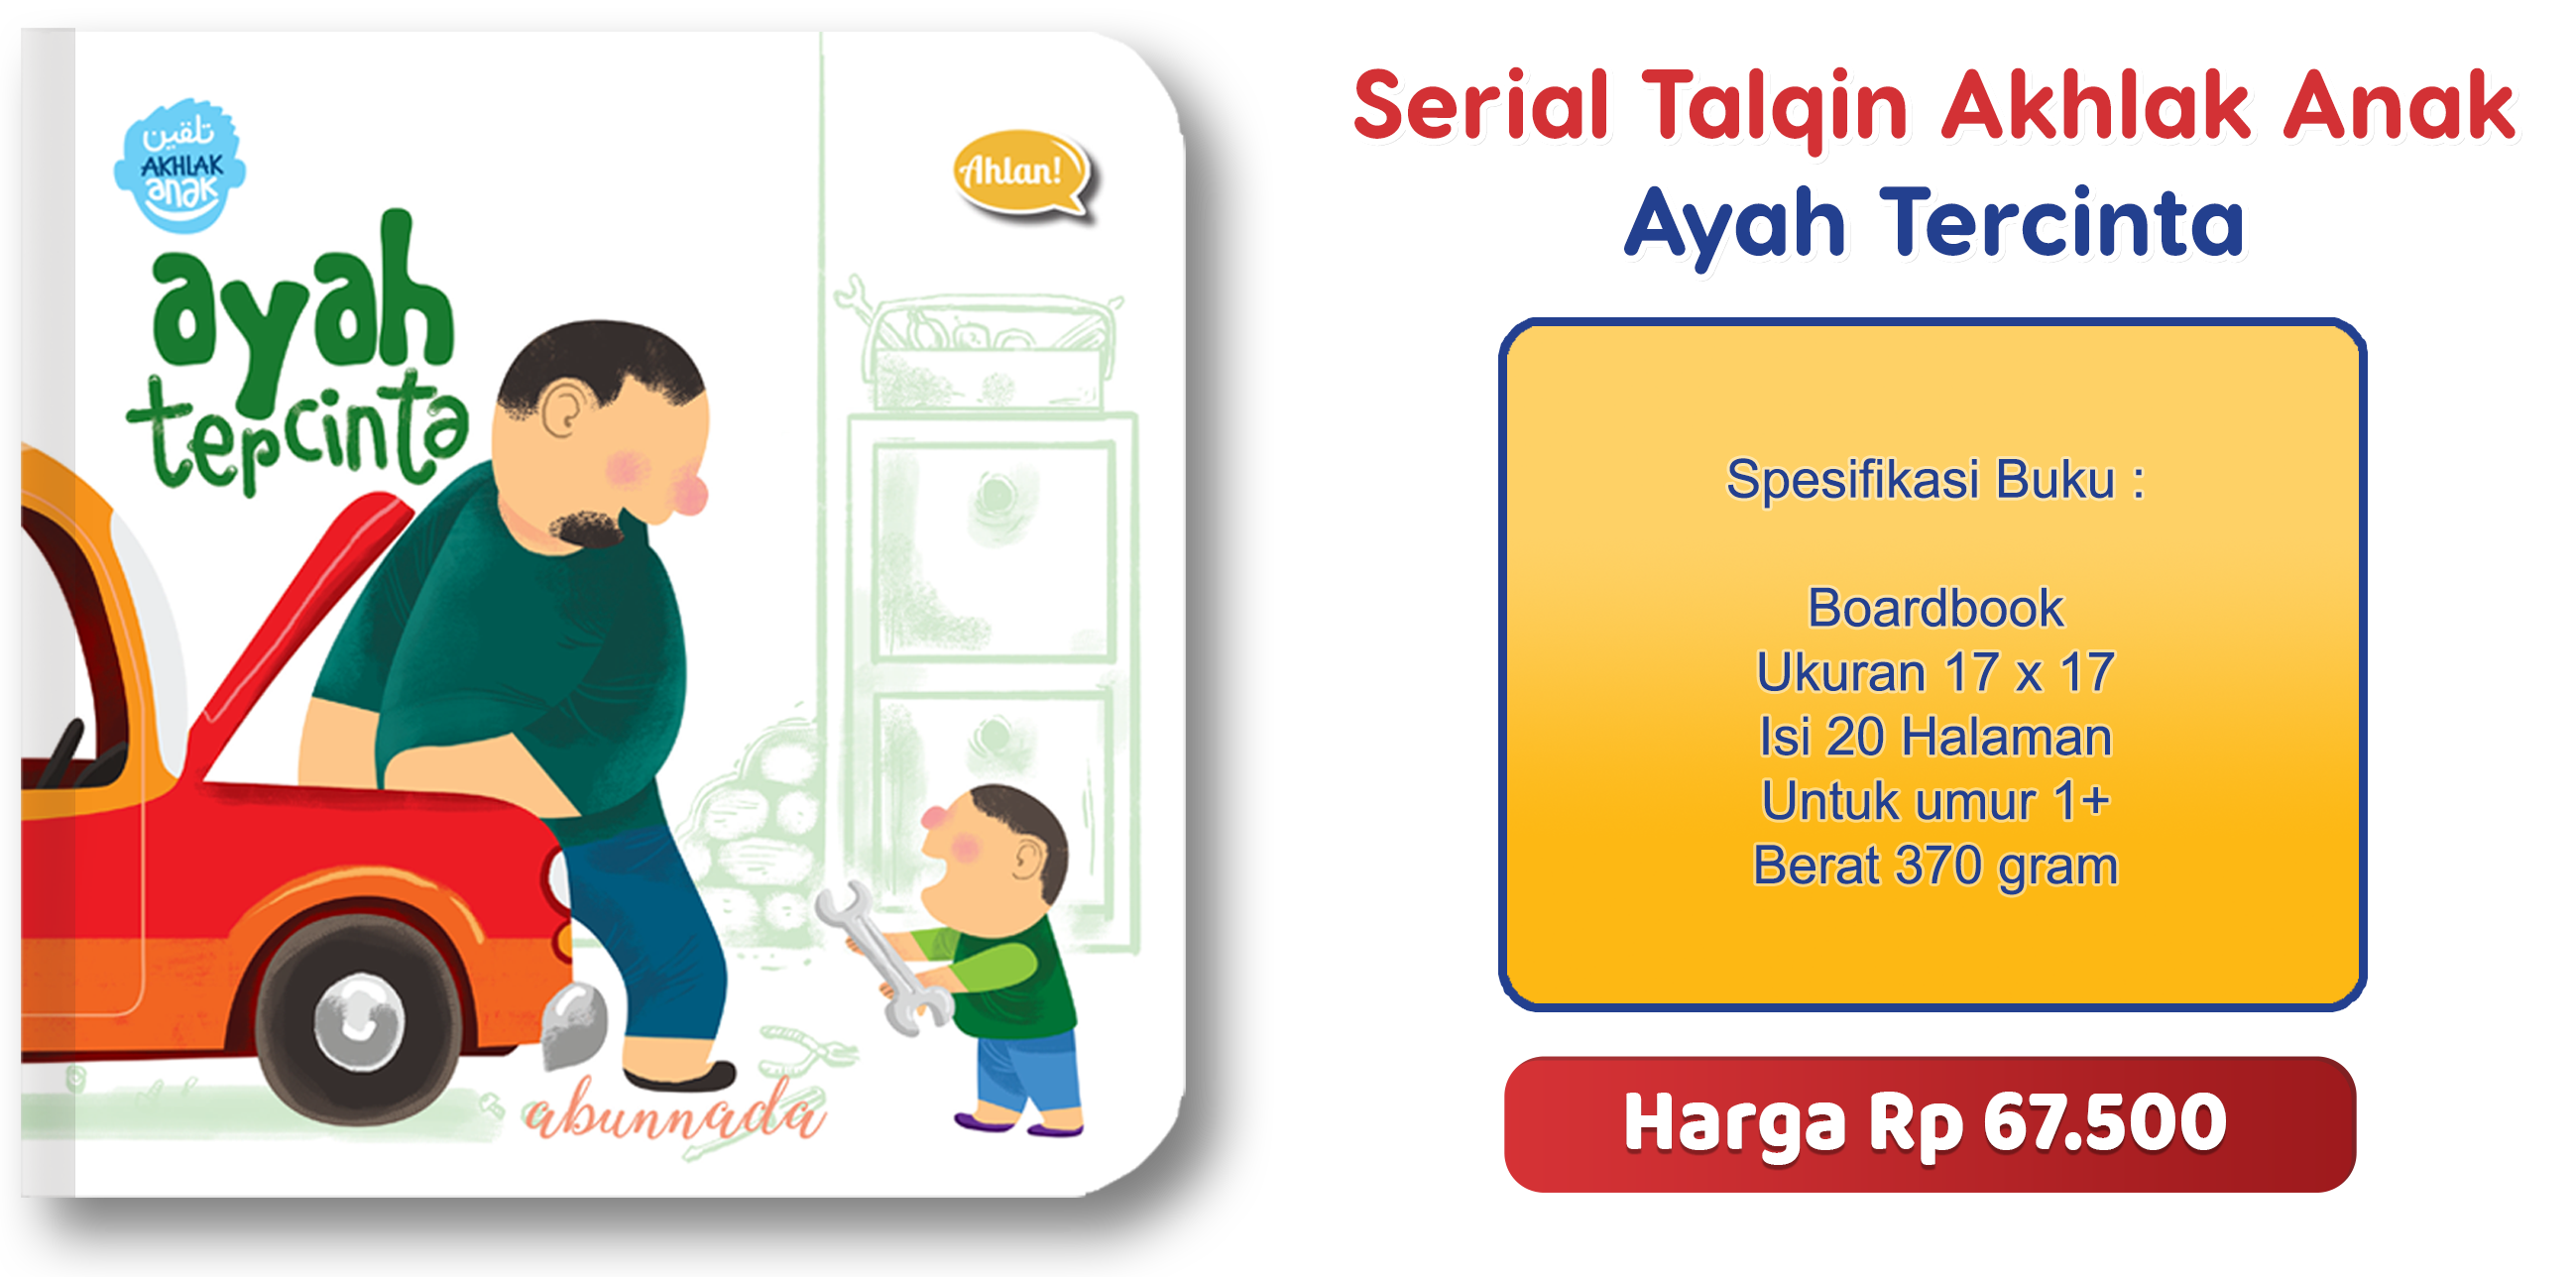 تلقين
AKHLAK
anak
Ahlan!
ayah
tercinta
abunnada
Serial Talqin Akhlak Anak
Ayah Tercinta
Spesifikasi Buku :
Boardbook
Ukuran 17 x 17
Isi 20 Halaman
Untuk umur 1+
Berat 370 gram
Harga Rp 67.500